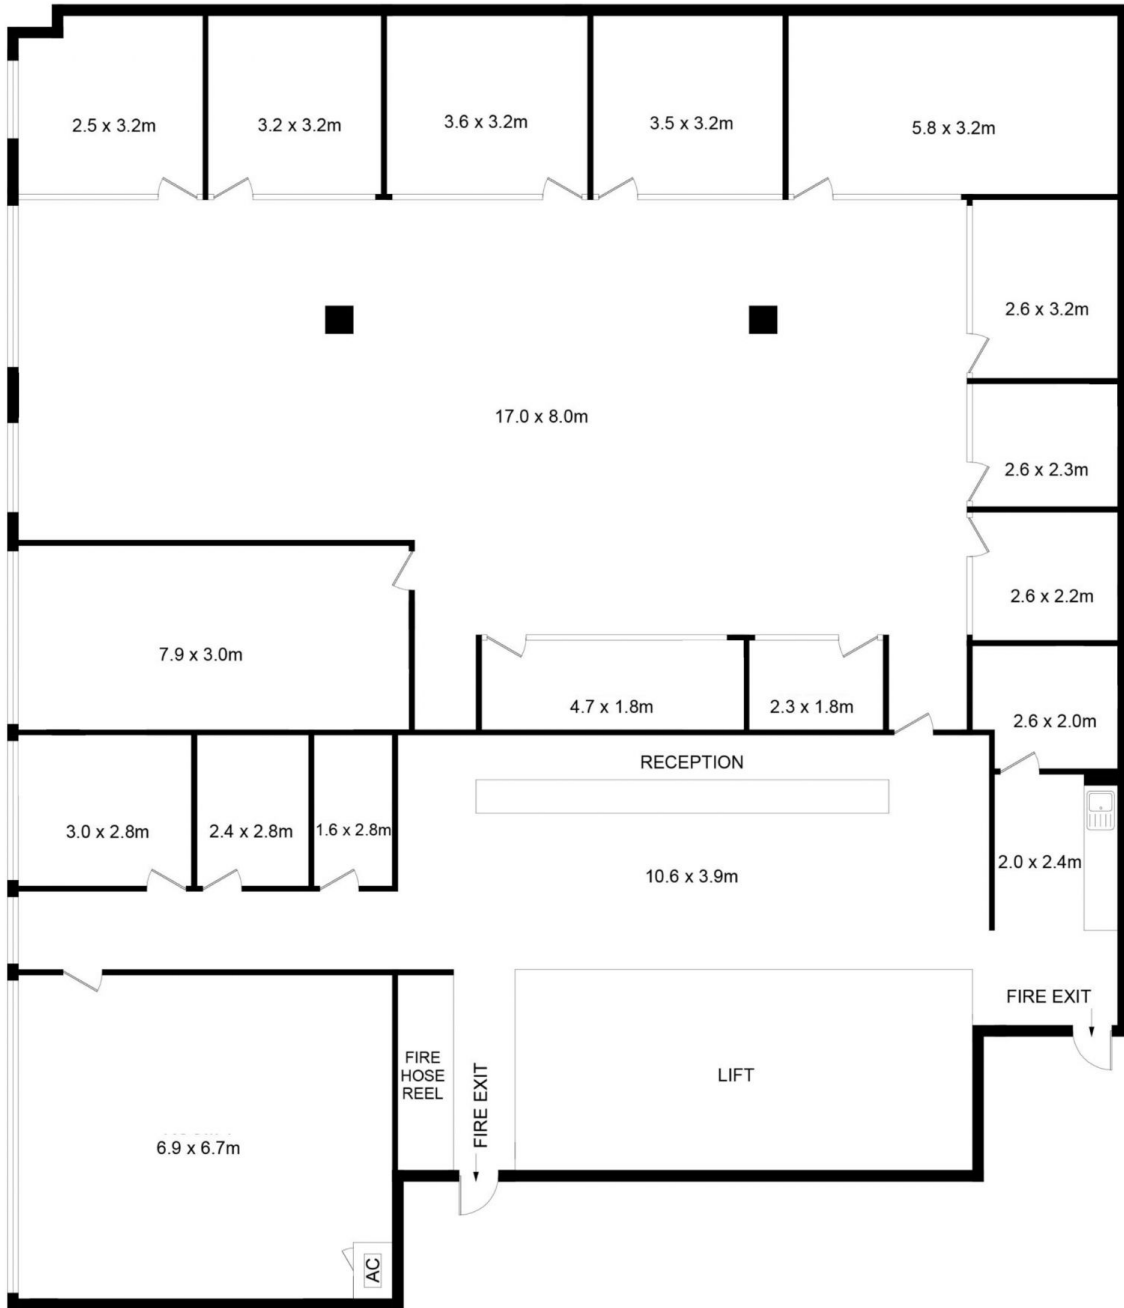 2.5 x 3.2m
3.2 x 3.2m
3.6 x 3.2m
3.5 x 3.2m
5.8 x 3.2m
2.6 x 3.2m
17.0 x 8.0m
2.6 x 2.3m
2.6 x 2.2m
7.9 x 3.0m
4.7 x 1.8m
2.3 x 1.8m
2.6 x 2.0m
RECEPTION
3.0 x 2.8m
2.4 x 2.8m
1.6 x 2.8m
10.6 x 3.9m
2.0 x 2.4m
FIRE EXIT
FIRE
HOSE
REEL
FIRE EXIT
LIFT
6.9 x 6.7m
AC